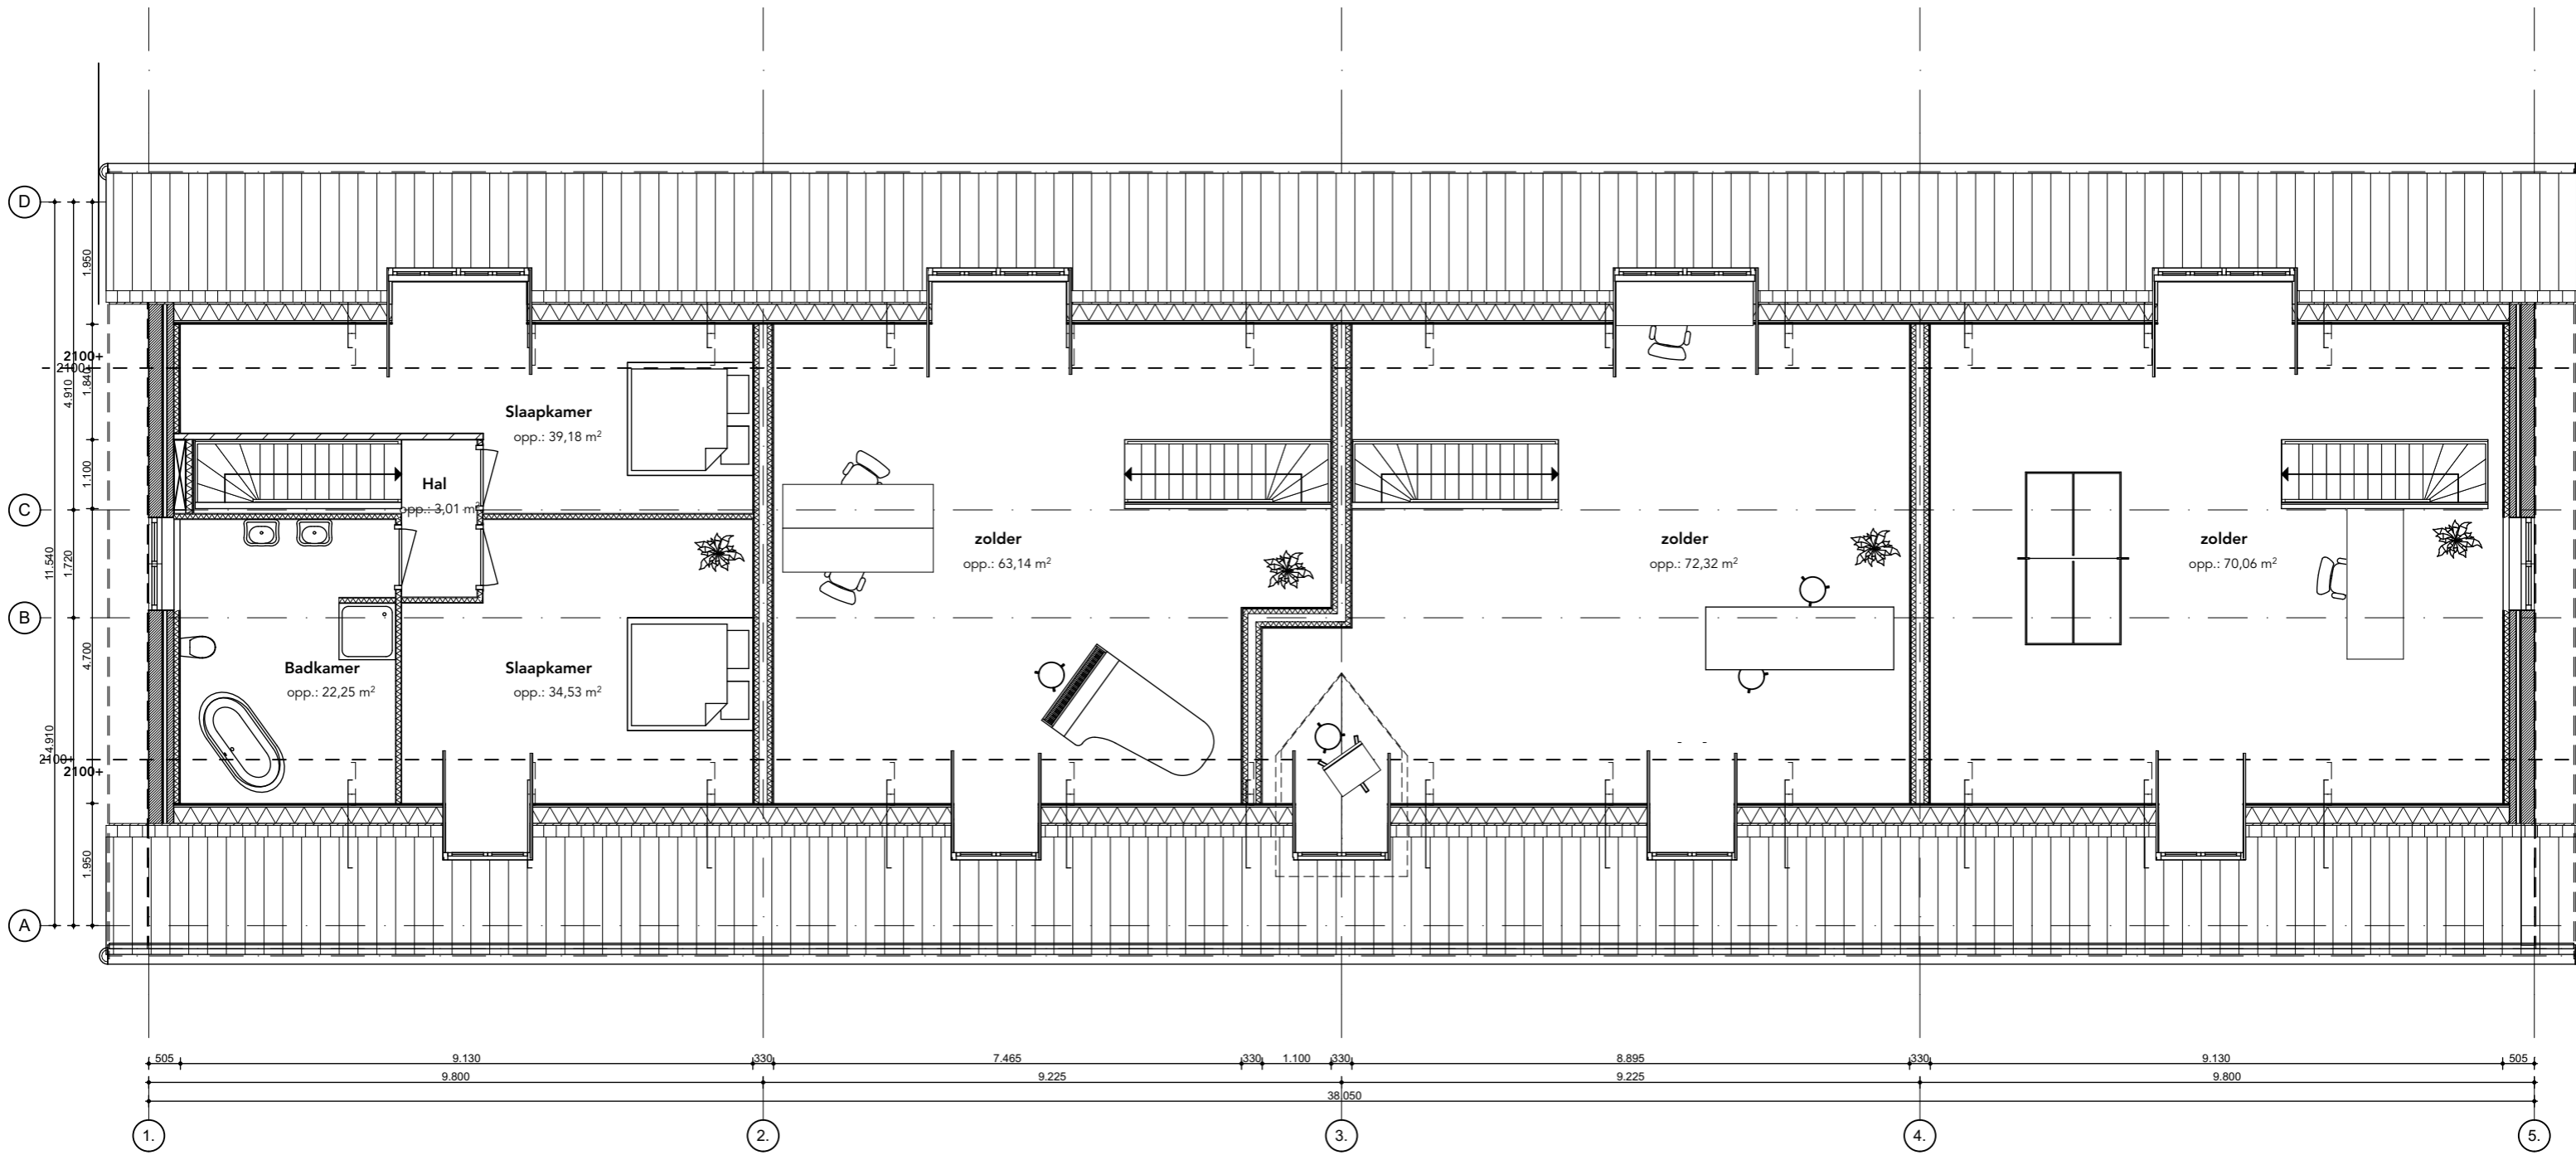 D
1.950
2100+
2100+
1.840
4.910
Slaapkamer
opp.: 39,18 m²
1.100
Hal
opp.: 3,01 m²
C
11.540
1.720
zolder
opp.: 63,14 m²
zolder
opp.: 72,32 m²
zolder
opp.: 70,06 m²
B
4.700
Badkamer
opp.: 22,25 m²
Slaapkamer
opp.: 34,53 m²
4.910
2100+
2100+
1.950
A
505 9.130 330 7.465 330 1.100 330 8.895 330 9.130 505
9.800 9.225 9.225 9.800
38.050
1. 2. 3. 4. 5.